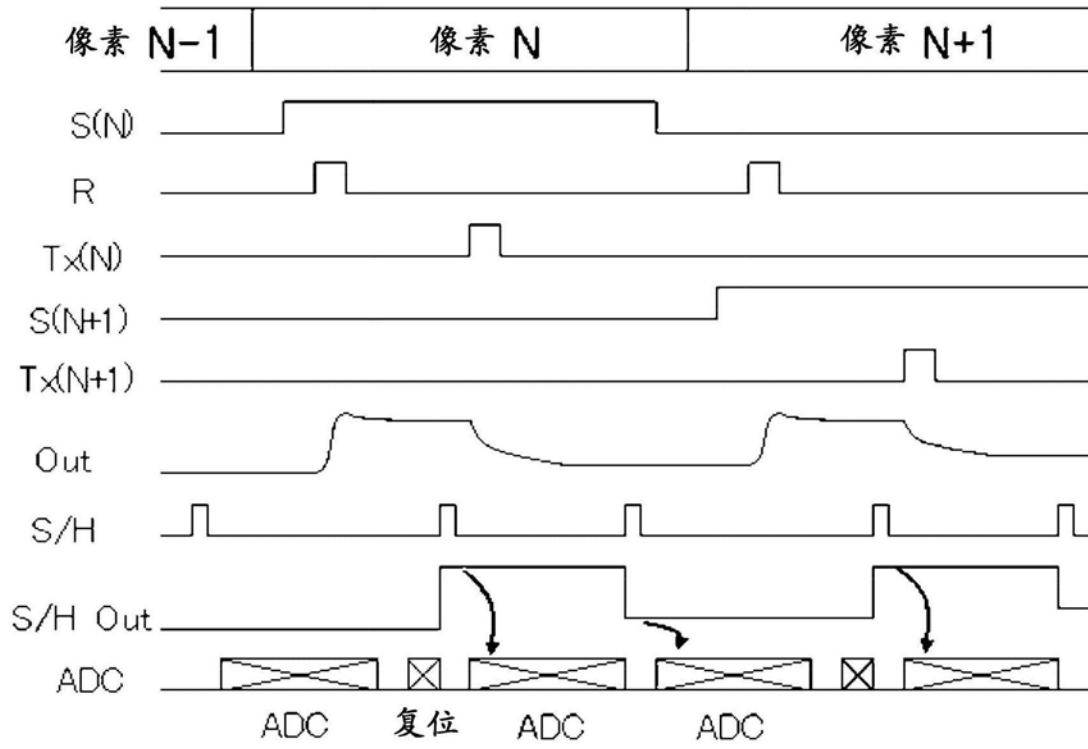 像素 N-1 像素 N 像素 N+1
S(N)
R
Tx(N)
S(N+1)
Tx(N+1)
Out
S/H
S/H Out
ADC
ADC 复位 ADC ADC